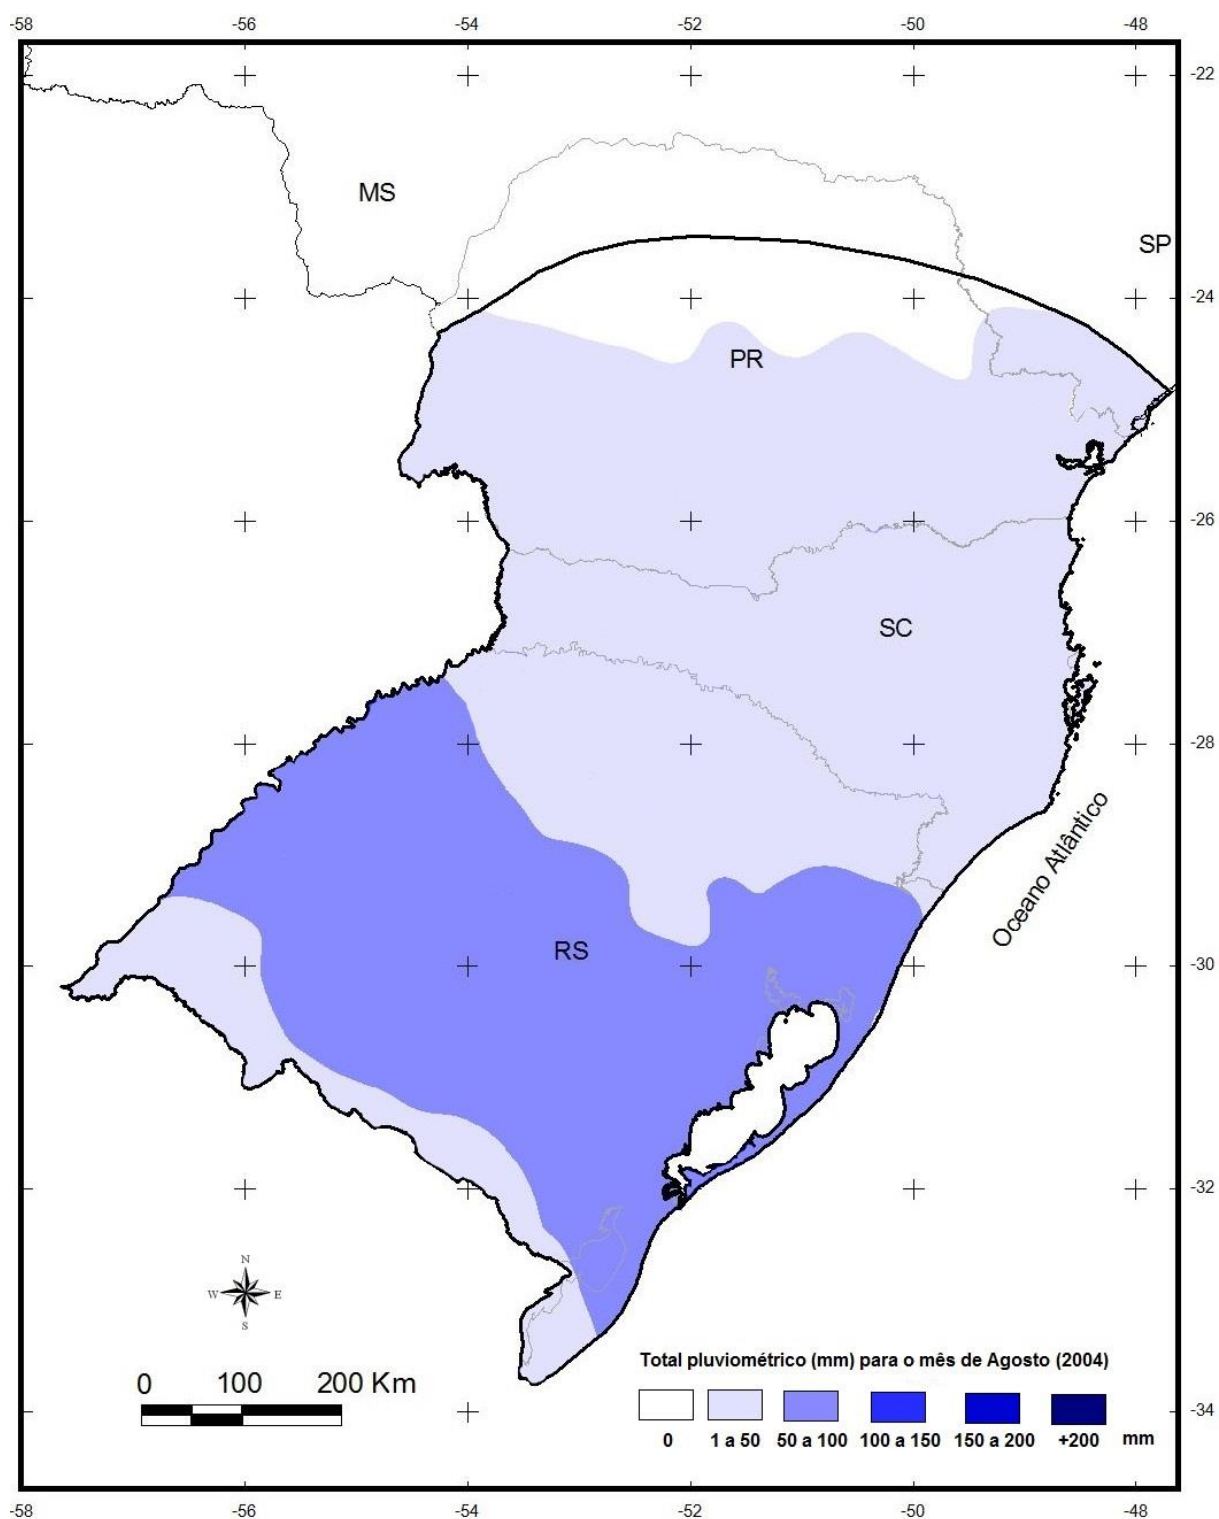 -58 -56 -54 -52 -50 -48
-22
MS
SP
-24
PR
-26
SC
-28
Oceano Atlântico
RS
-30
-32
N
W E
S
Total pluviométrico (mm) para o mês de Agosto (2004)
0 100 200 Km
0 1 a 50 50 a 100 100 a 150 150 a 200 +200 mm
-34
-58 -56 -54 -52 -50 -48